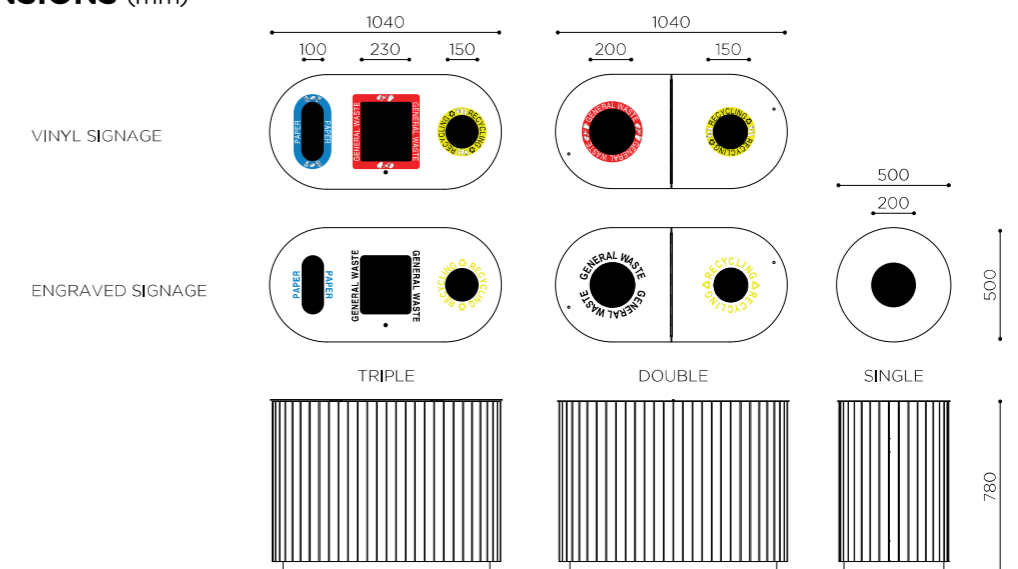 NSIONS (mm)
1040 1040
100 230 150 200 150
VINYL SIGNAGE
PAPER PAPER
GENERAL WASTE GENERAL WASTE
RECYCLING RECYCLING
GENERAL WASTE GENERAL WASTE
RECYCLING RECYCLING
500
200
ENGRAVED SIGNAGE
PAPER PAPER
GENERAL WASTE GENERAL WASTE
RECYCLING RECYCLING
GENERAL WASTE GENERAL WASTE
RECYCLING RECYCLING
500
TRIPLE DOUBLE SINGLE
780